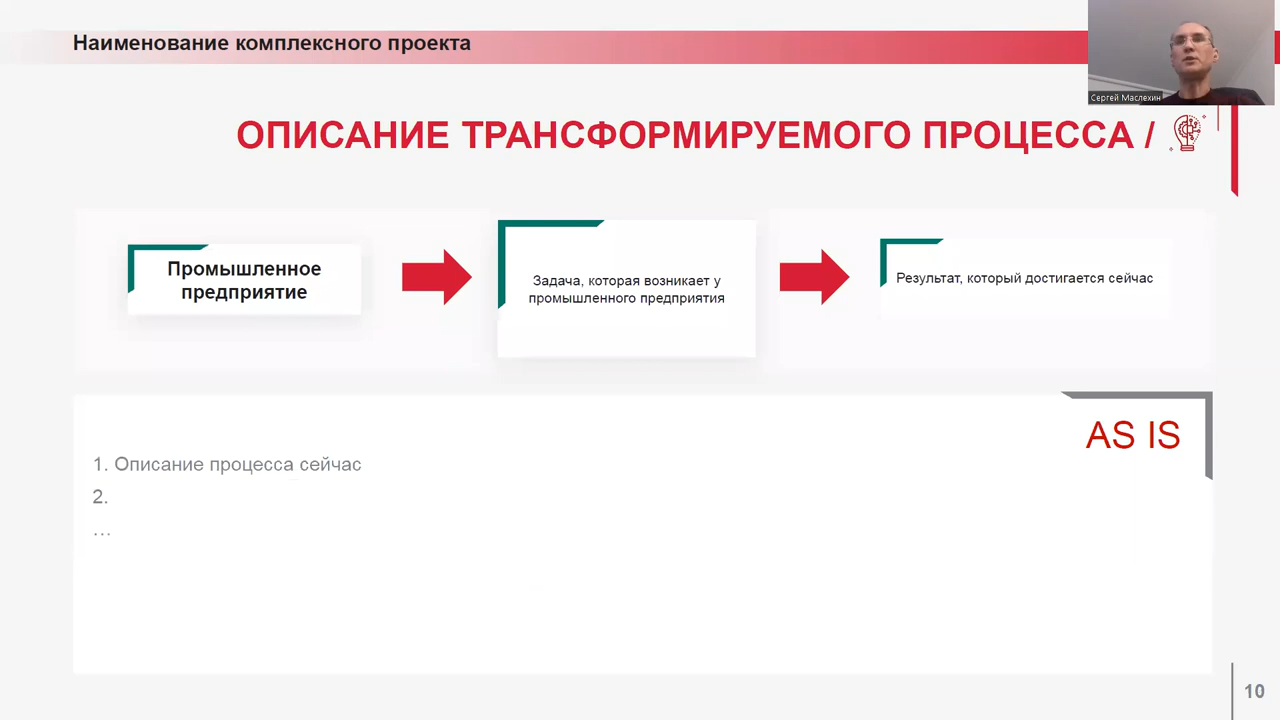 Наименование комплексного проекта
Сергей Маслехин
ОПИСАНИЕ ТРАНСФОРМИРУЕМОГО ПРОЦЕССА /
Промышленное
предприятие
Задача, которая возникает у
промышленного предприятия
Результат, который достигается сейчас
AS IS
1. Описание процесса сейчас
2.
...
10